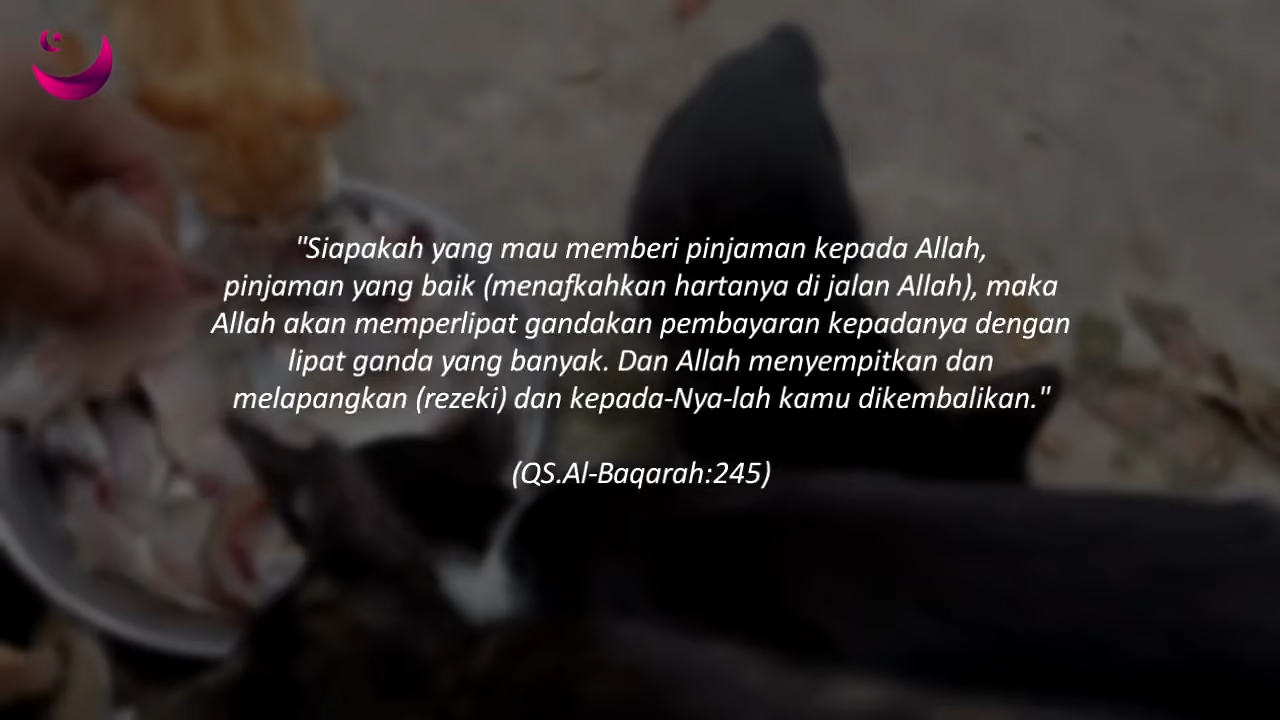 "Siapakah yang mau memberi pinjaman kepada Allah,
pinjaman yang baik (menafkahkan hartanya di jalan Allah), maka
Allah akan memperlipat gandakan pembayaran kepadanya dengan
lipat ganda yang banyak. Dan Allah menyempitkan dan
melapangkan (rezeki) dan kepada-Nya-lah kamu dikembalikan."
(QS.Al-Baqarah:245)